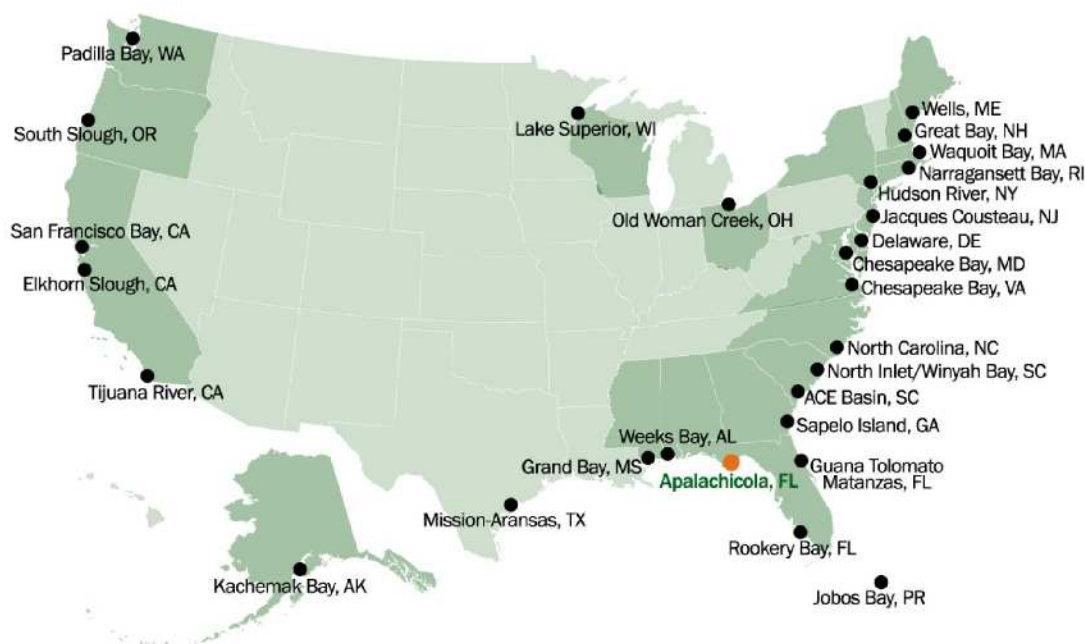 Padilla Bay, WA
South Slough, OR
San Francisco Bay, CA
Elkhorn Slough, CA
Tijuana River, CA
Kachemak Bay, AK
Lake Superior, WI
Old Woman Creek, OH
Mission-Aransas, TX
Grand Bay, MS
Weeks Bay, AL
Apalachicola, FL
Wells, ME
Great Bay, NH
Waquoit Bay, MA
Narragansett Bay, RI
Hudson River, NY
Jacques Cousteau, NJ
Delaware, DE
Chesapeake Bay, MD
Chesapeake Bay, VA
North Carolina, NC
North Inlet/Winyah Bay, SC
ACE Basin, SC
Sapelo Island, GA
Guana Tolomato
Matanzas, FL
Rookery Bay, FL
Jobos Bay, PR